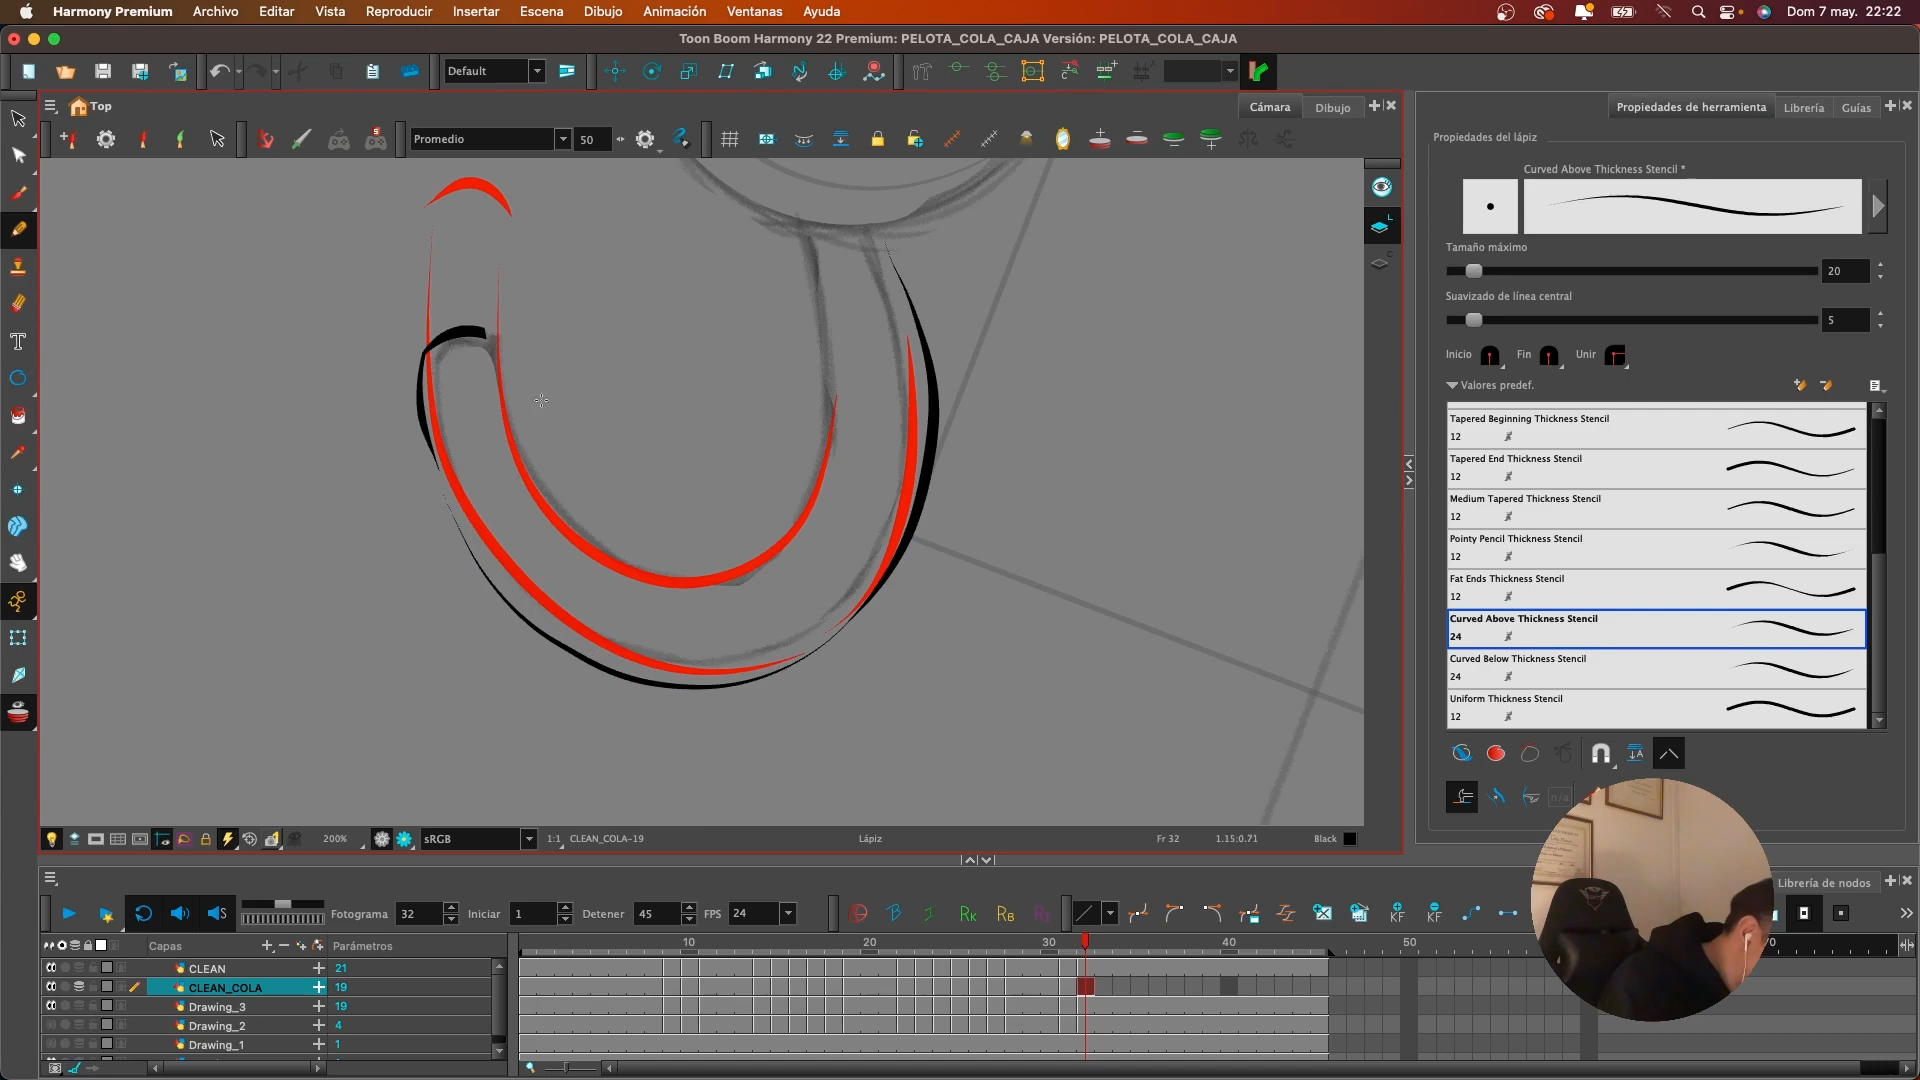 Harmony Premium Archivo Editar Vista Reproducir Insertar Escena Dibujo Animación Ventanas Ayuda Dom 7 may. 22:22
Toon Boom Harmony 22 Premium: PELOTA_COLA_CAJA Versión: PELOTA_COLA_CAJA
Default
Top Cámara Dibujo
Promedio 50
Propiedades de herramienta Librería Guías
Propiedades del lápiz
Curved Above Thickness Stencil *
Tamaño máximo
20
Suavizado de línea central
5
Inicio Fin Unir
Valores predef.
Tapered Beginning Thickness Stencil
12
Tapered End Thickness Stencil
12
Medium Tapered Thickness Stencil
12
Pointy Pencil Thickness Stencil
12
Fat Ends Thickness Stencil
12
Curved Above Thickness Stencil
24
Curved Below Thickness Stencil
24
Uniform Thickness Stencil
12
n/a
200% sRGB 1:1 CLEAN_COLA-19 Lápiz Fr 32 1.15:0.71 Black
Librería de nodos
Fotograma 32 Iniciar 1 Detener 45 FPS 24
Capas Parámetros 10 20 30 40 50 70
CLEAN 21
CLEAN_COLA 19
Drawing_3 19
Drawing_2 4
Drawing_1 1